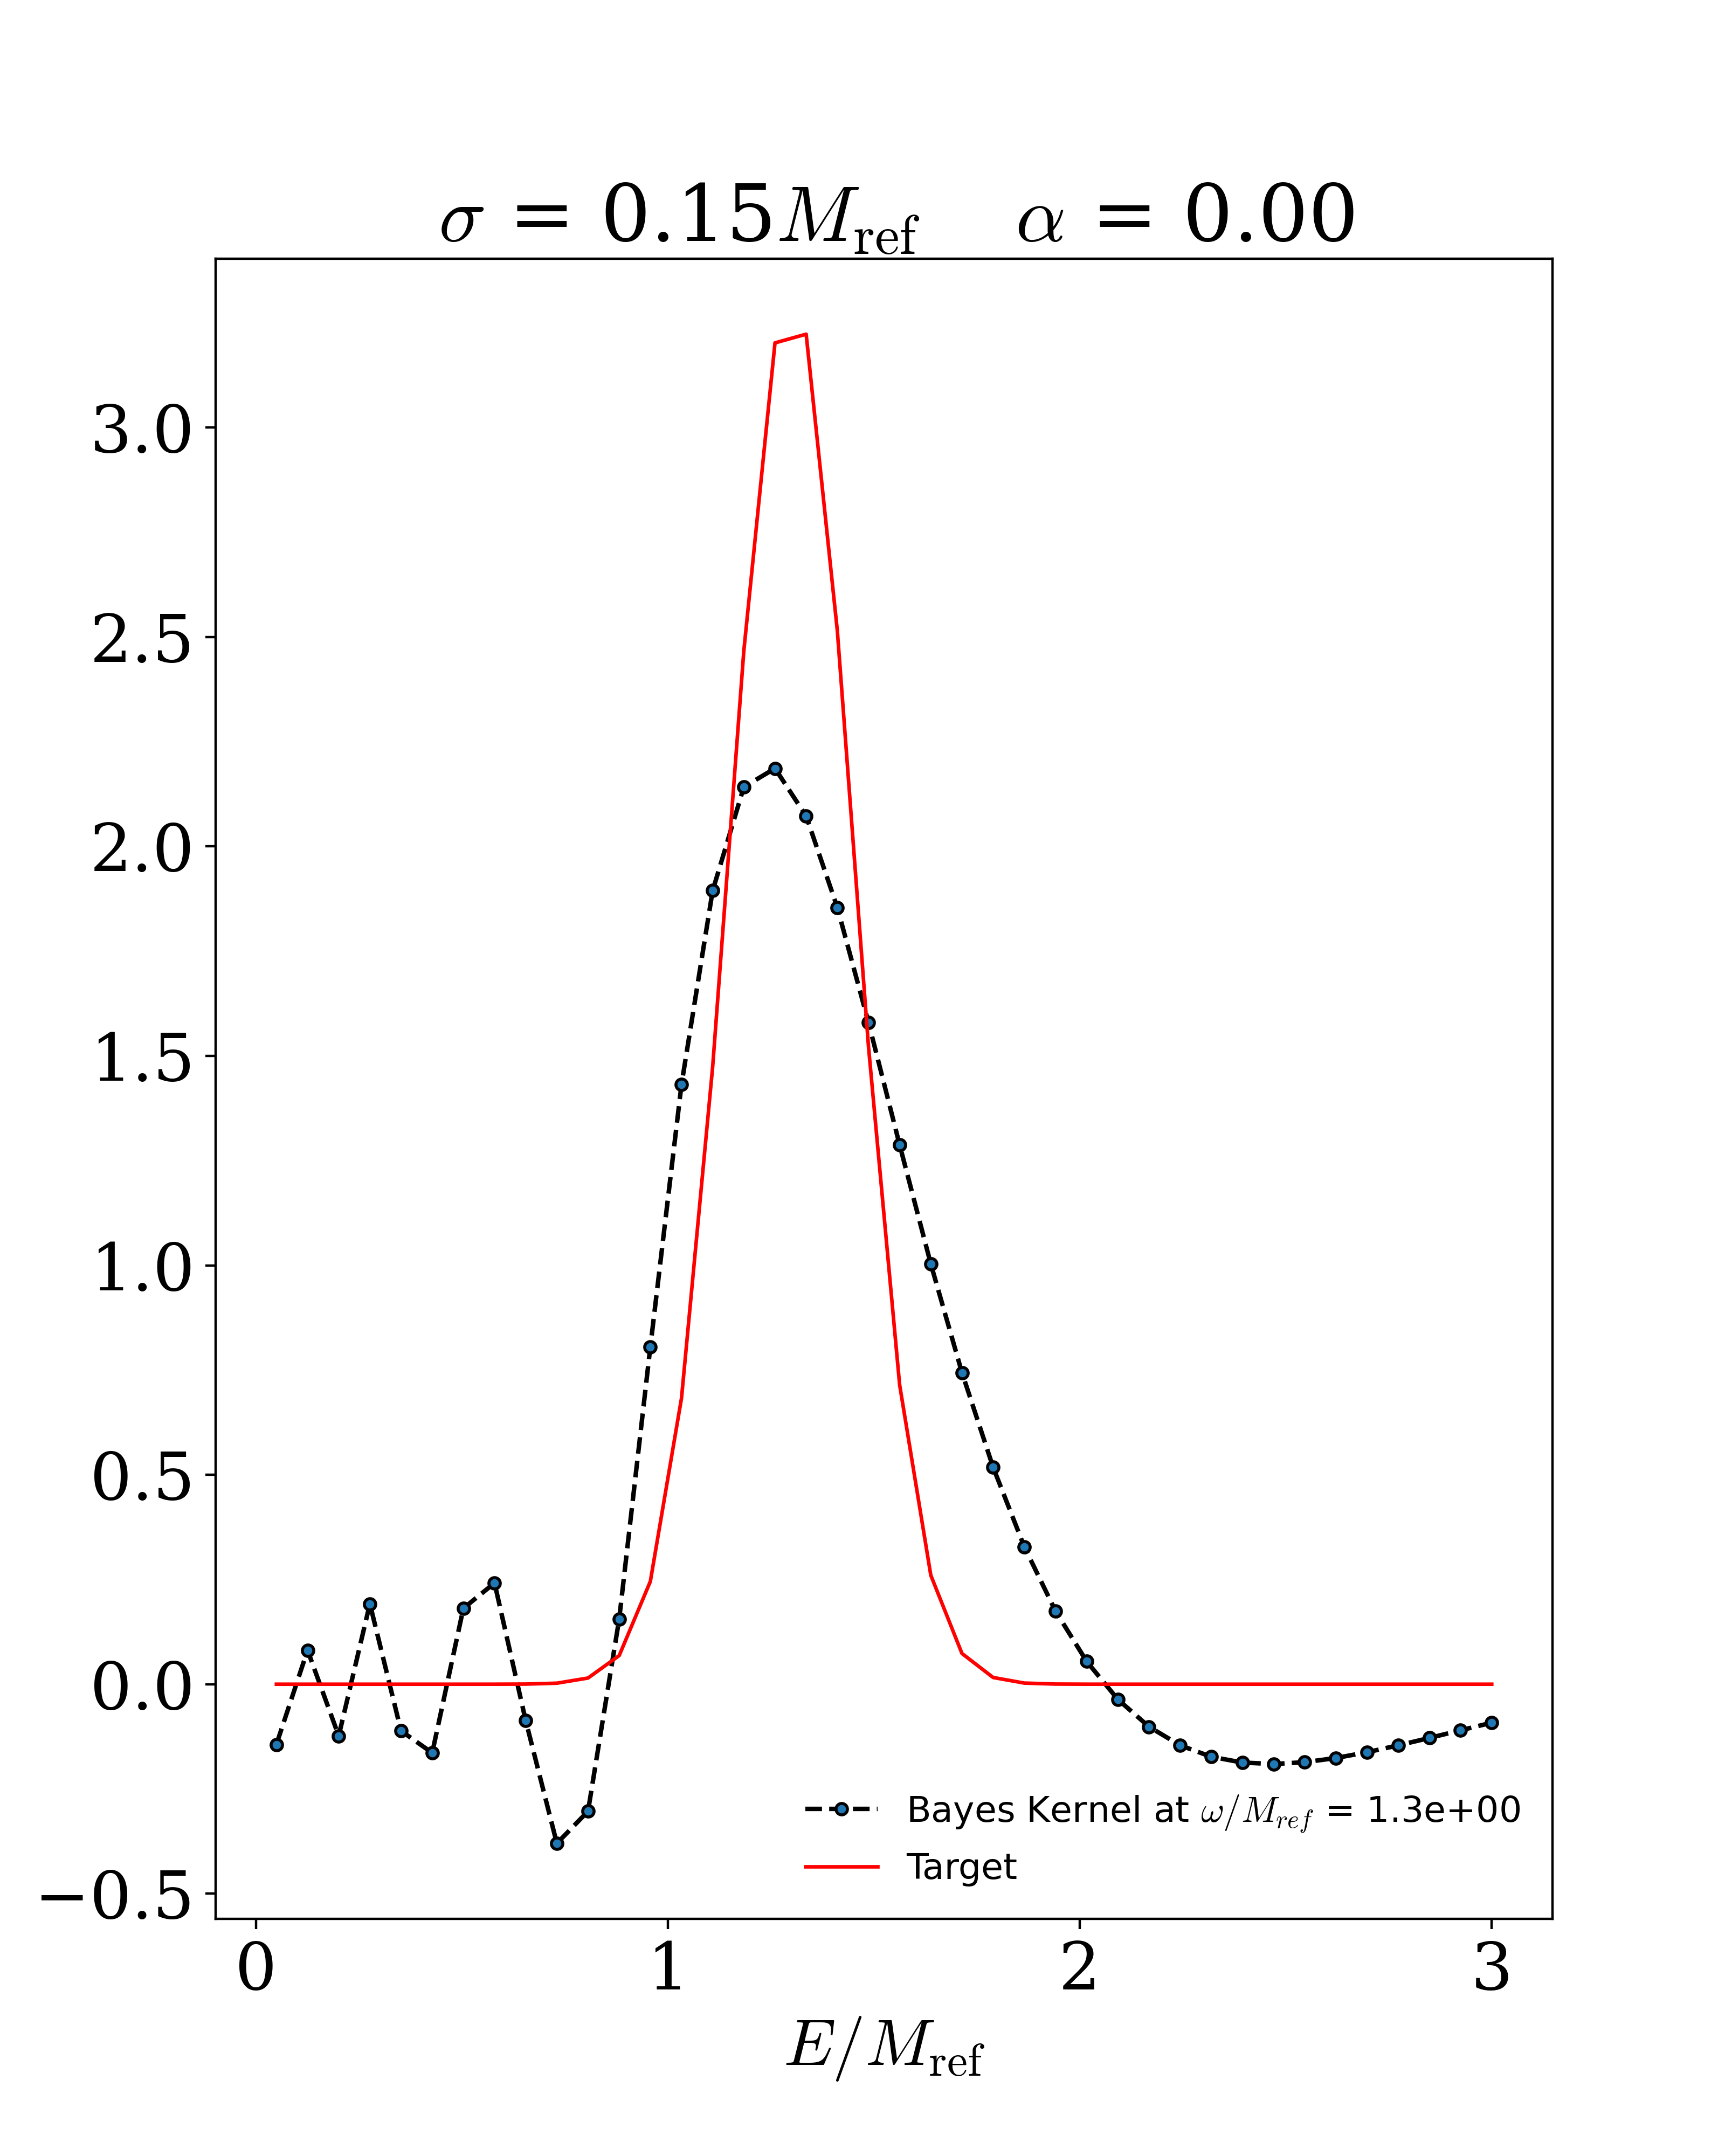 σ = 0.15M_ref α = 0.00
3.0
2.5
2.0
1.5
1.0
0.5
0.0
−0.5
Bayes Kernel at ω/M_ref = 1.3e+00
Target
0 1 2 3
E/M_ref